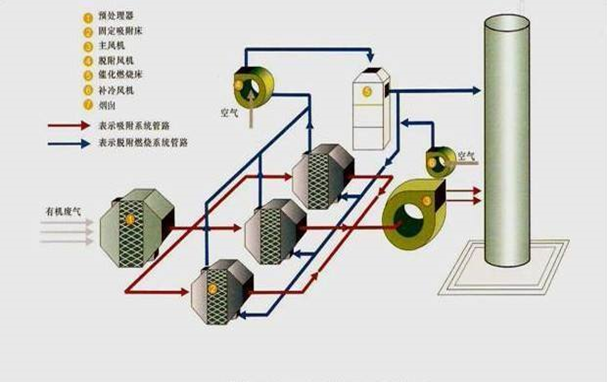 ① 预处理器
② 固定吸附床
③ 主风机
④ 脱附风机
⑤ 催化燃烧床
⑥ 补冷风机
⑦ 烟囱
表示吸附系统管路
表示脱附燃烧系统管路
空气
⑤
空气
有机废气
①
②